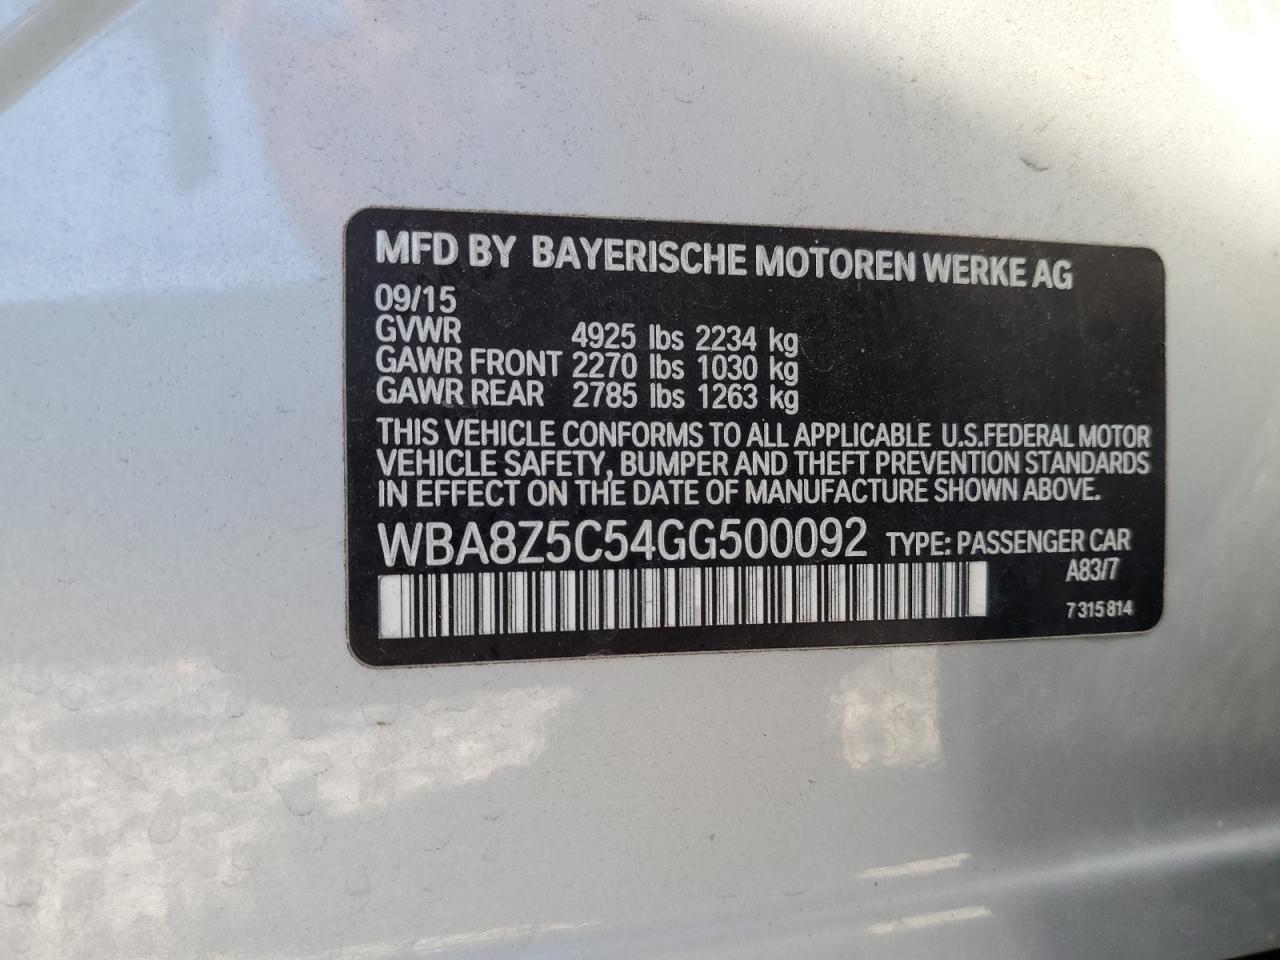 MFD BY BAYERISCHE MOTOREN WERKE AG
09/15
GVWR 4925 lbs 2234 kg
GAWR FRONT 2270 lbs 1030 kg
GAWR REAR 2785 lbs 1263 kg
THIS VEHICLE CONFORMS TO ALL APPLICABLE U.S.FEDERAL MOTOR
VEHICLE SAFETY, BUMPER AND THEFT PREVENTION STANDARDS
IN EFFECT ON THE DATE OF MANUFACTURE SHOWN ABOVE.
WBA8Z5C54GG500092 TYPE: PASSENGER CAR
A83/7
7 315 814